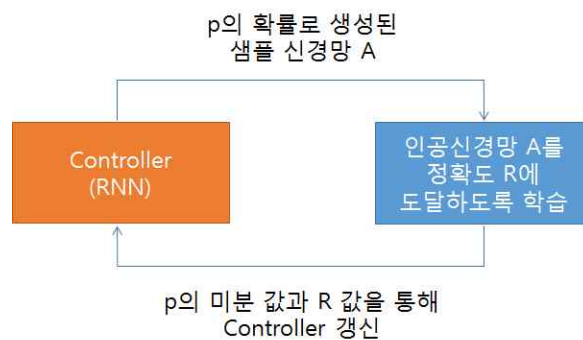 p의 확률로 생성된
샘플 신경망 A
Controller
(RNN)
인공신경망 A를
정확도 R에
도달하도록 학습
p의 미분 값과 R 값을 통해
Controller 갱신